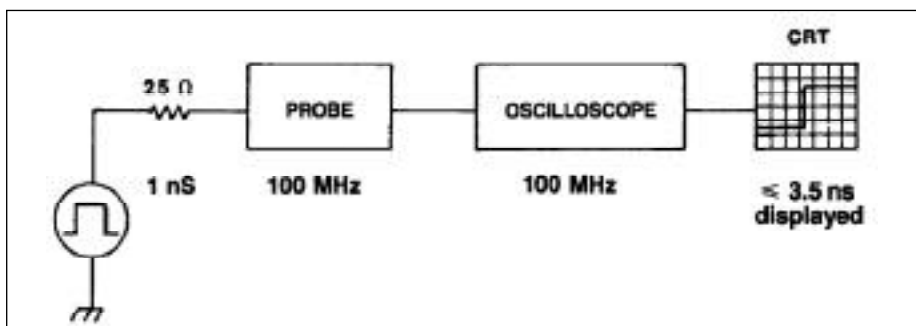 CRT
25 Ω
PROBE
OSCILLOSCOPE
1 nS
100 MHz
100 MHz
≤ 3.5 ns
displayed